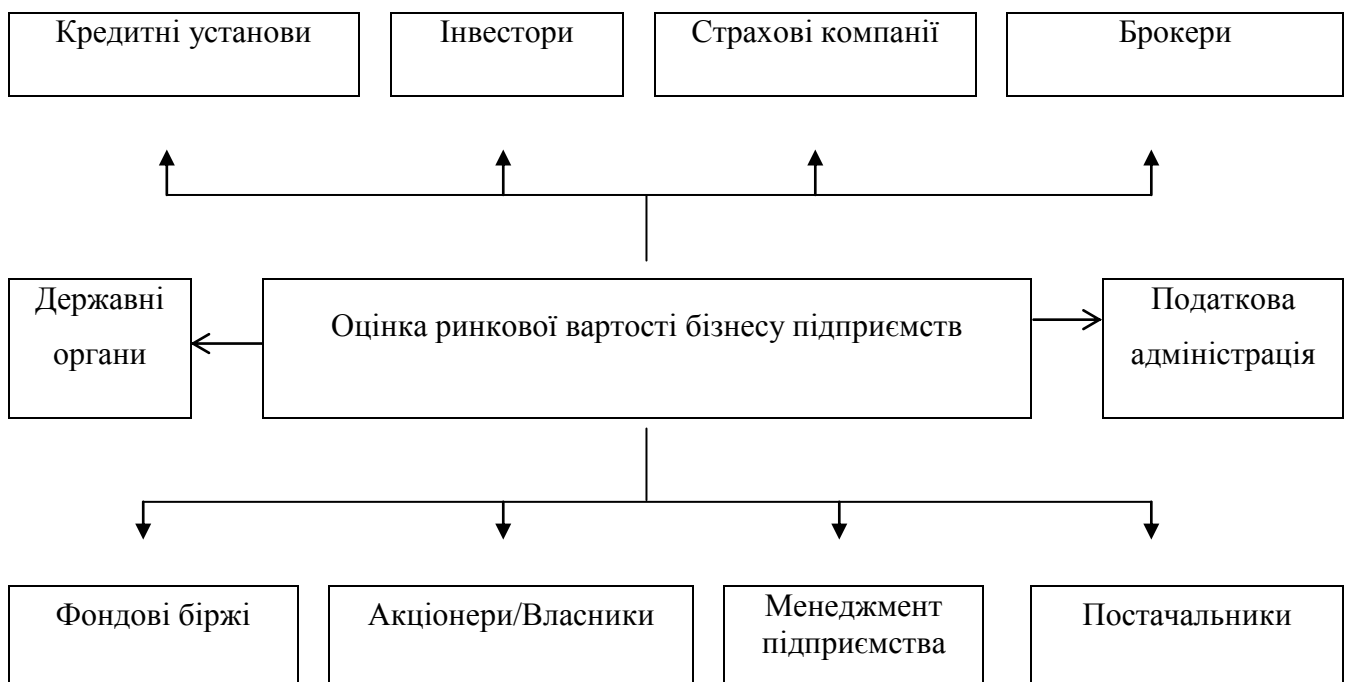 Кредитні установи
Інвестори
Страхові компанії
Брокери
Державні
органи
Оцінка ринкової вартості бізнесу підприємств
Податкова
адміністрація
Фондові біржі
Акціонери/Власники
Менеджмент
підприємства
Постачальники